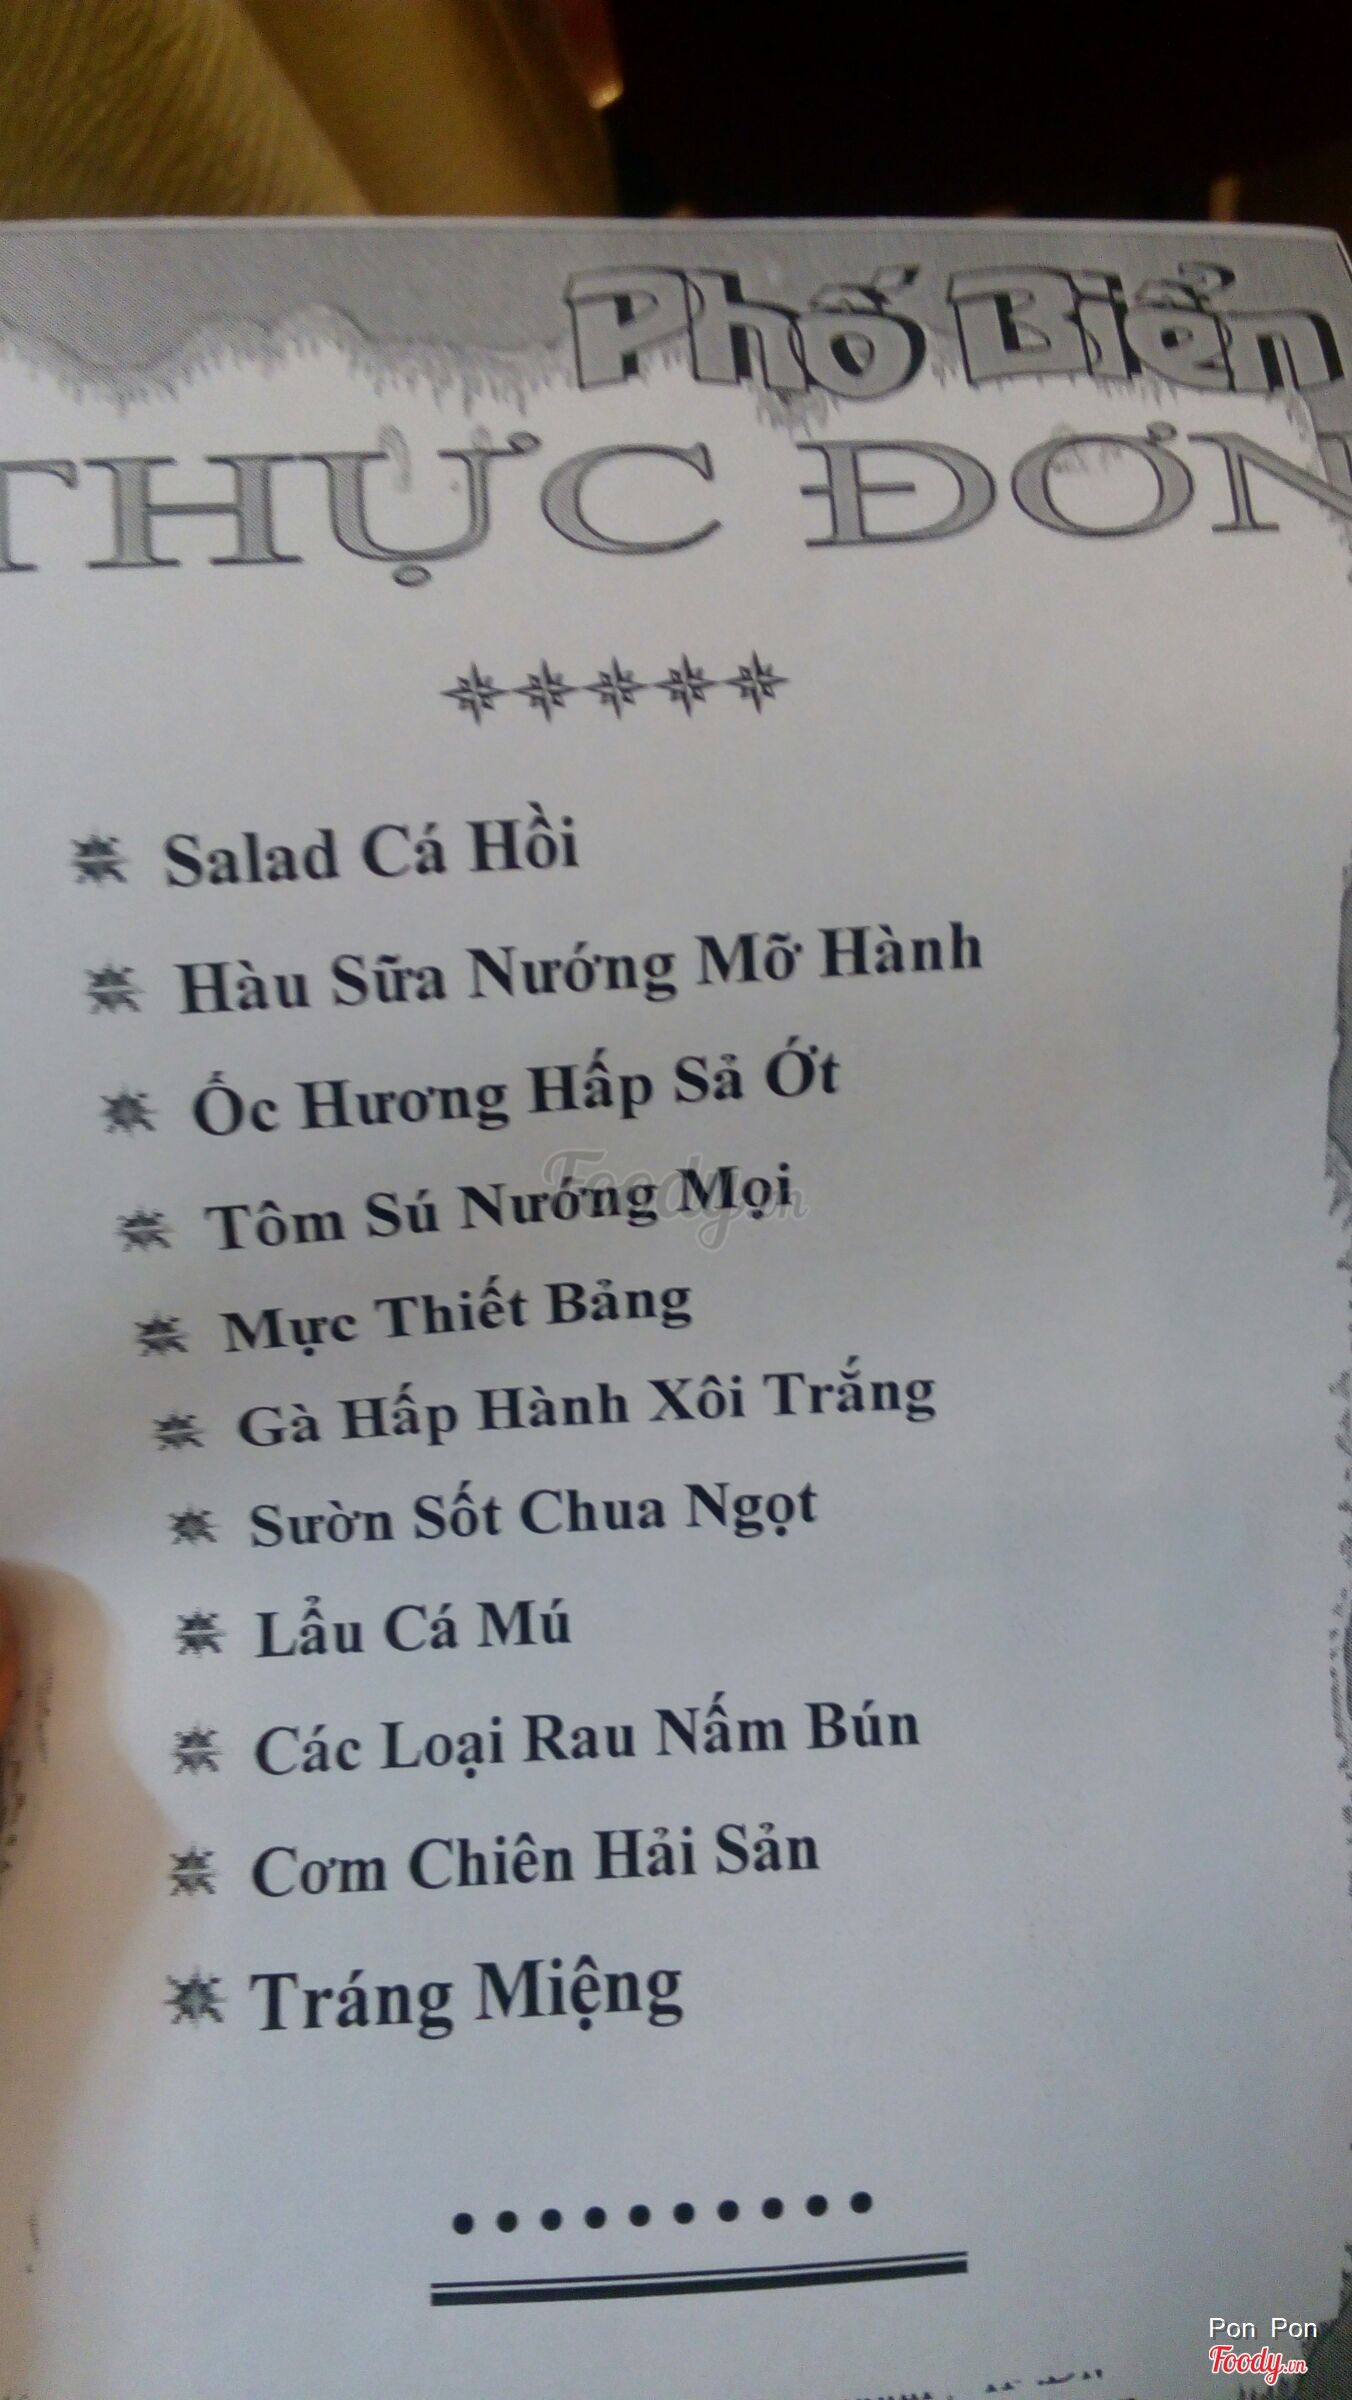 Phố Biển
THỰC ĐƠN
Salad Cá Hồi
Hàu Sữa Nướng Mỡ Hành
Ốc Hương Hấp Sả Ớt
Tôm Sú Nướng Mọi
Foody.vn
Mực Thiết Bảng
Gà Hấp Hành Xôi Trắng
Sườn Sốt Chua Ngọt
Lẩu Cá Mú
Các Loại Rau Nấm Bún
Cơm Chiên Hải Sản
Tráng Miệng
Pon Pon
Foody.vn